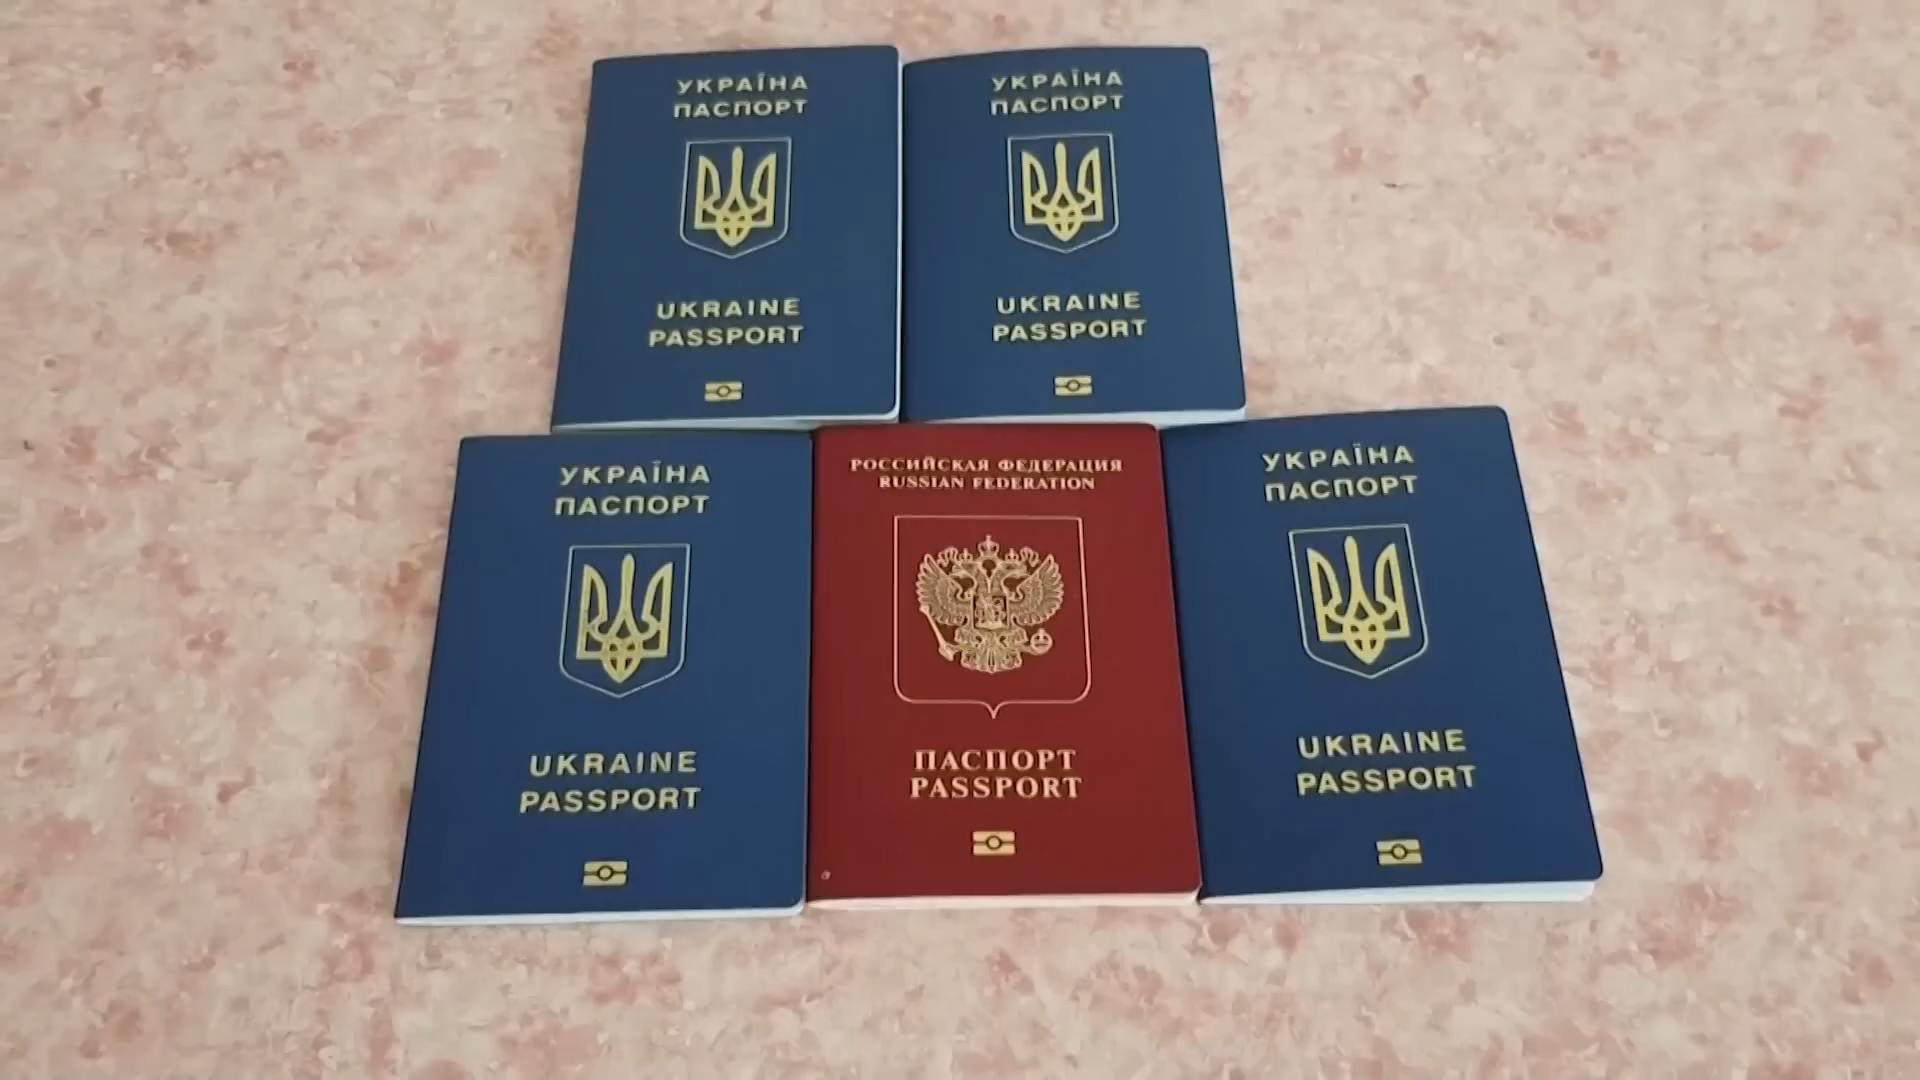 УКРАЇНА
ПАСПОРТ
UKRAINE
PASSPORT
УКРАЇНА
ПАСПОРТ
UKRAINE
PASSPORT
УКРАЇНА
ПАСПОРТ
UKRAINE
PASSPORT
РОССИЙСКАЯ ФЕДЕРАЦИЯ
RUSSIAN FEDERATION
ПАСПОРТ
PASSPORT
УКРАЇНА
ПАСПОРТ
UKRAINE
PASSPORT